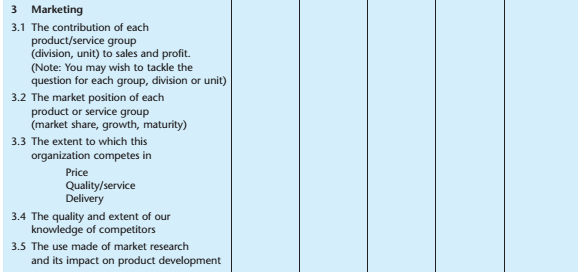 3 Marketing
3.1 The contribution of each
product/service group
(division, unit) to sales and profit.
(Note: You may wish to tackle the
question for each group, division or unit)
3.2 The market position of each
product or service group
(market share, growth, maturity)
3.3 The extent to which this
organization competes in
Price
Quality/service
Delivery
3.4 The quality and extent of our
knowledge of competitors
3.5 The use made of market research
and its impact on product development